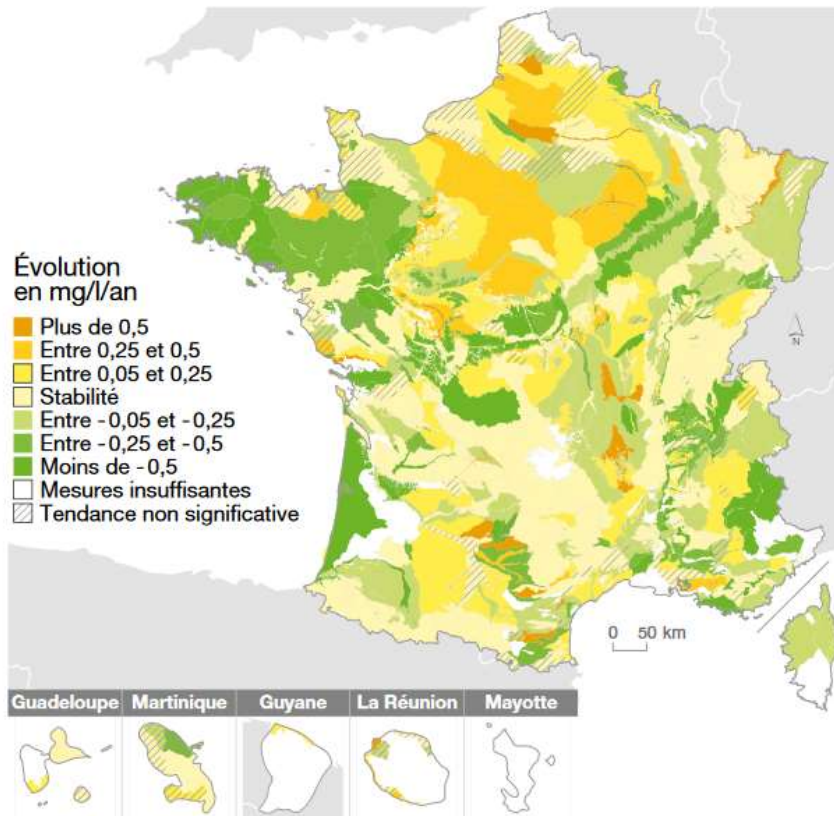 Évolution
en mg/l/an
Plus de 0,5
Entre 0,25 et 0,5
Entre 0,05 et 0,25
Stabilité
Entre -0,05 et -0,25
Entre -0,25 et -0,5
Moins de -0,5
Mesures insuffisantes
Tendance non significative
N
0 50 km
Guadeloupe
Martinique
Guyane
La Réunion
Mayotte